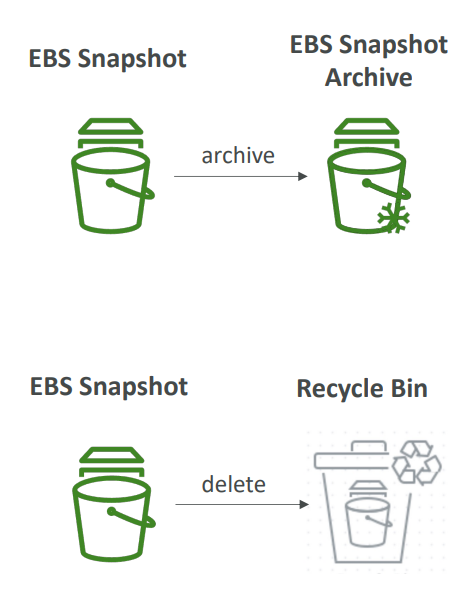 EBS Snapshot
EBS Snapshot
Archive
archive
EBS Snapshot
Recycle Bin
delete